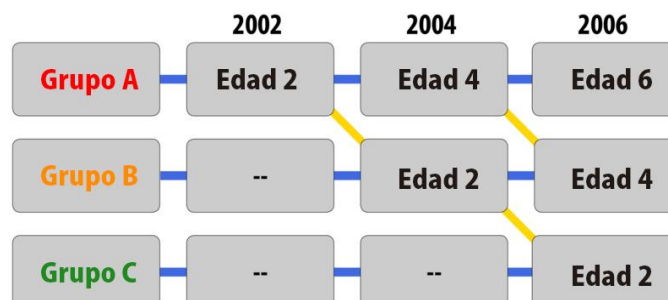 2002 2004 2006
Grupo A Edad 2 Edad 4 Edad 6
Grupo B -- Edad 2 Edad 4
Grupo C -- -- Edad 2